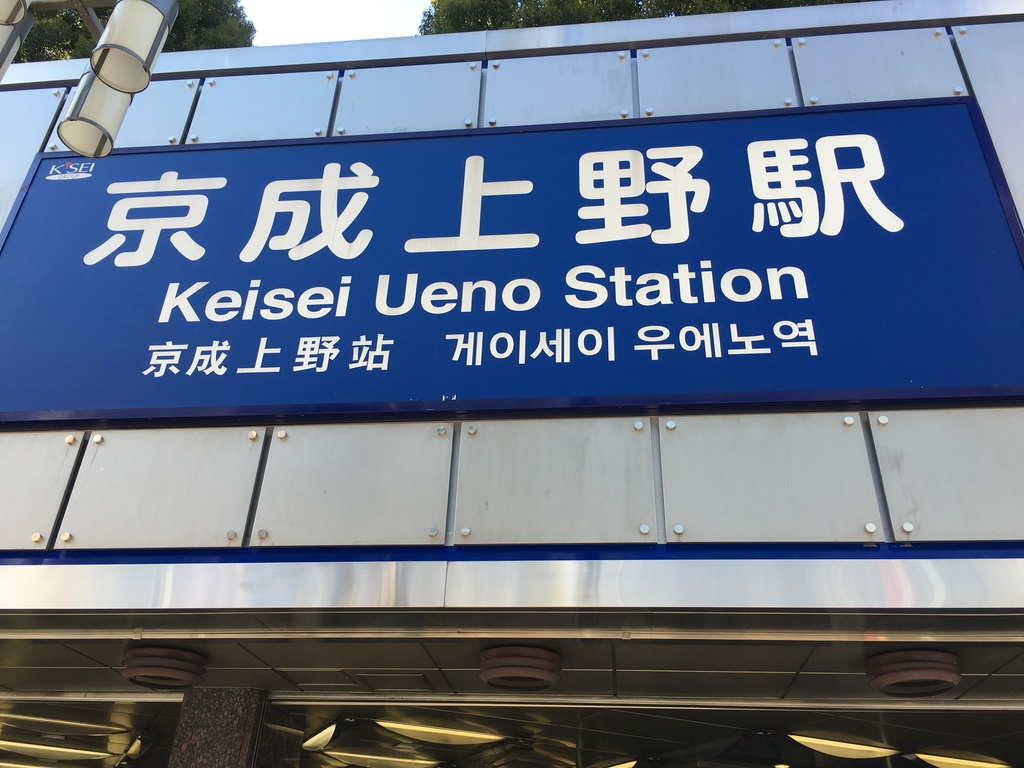 K'SEI
GROUP
京成上野駅
Keisei Ueno Station
京成上野站 게이세이 우에노역